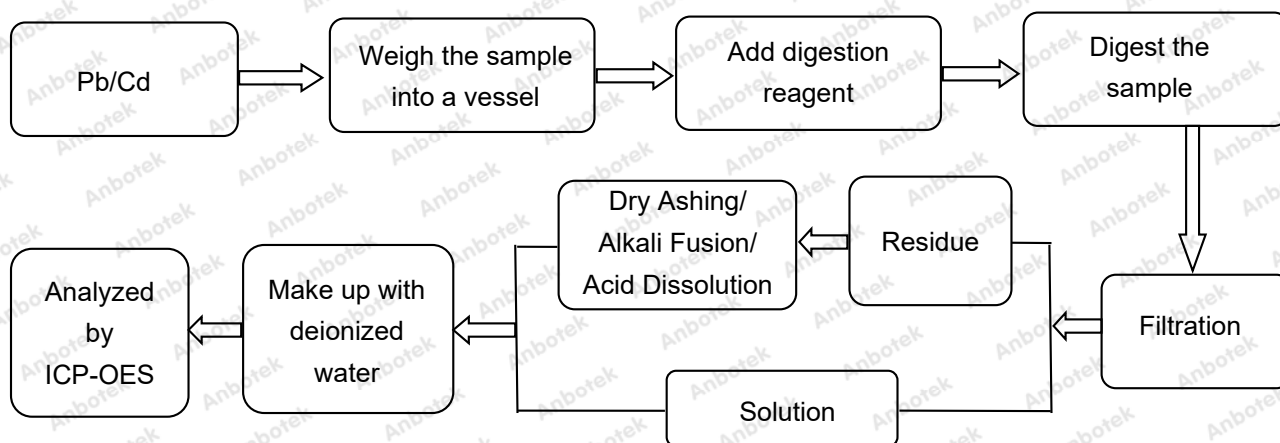 Pb/Cd
Weigh the sample
into a vessel
Add digestion
reagent
Digest the
sample
Filtration
Residue
Dry Ashing/
Alkali Fusion/
Acid Dissolution
Solution
Make up with
deionized
water
Analyzed
by
ICP-OES
Anbotek